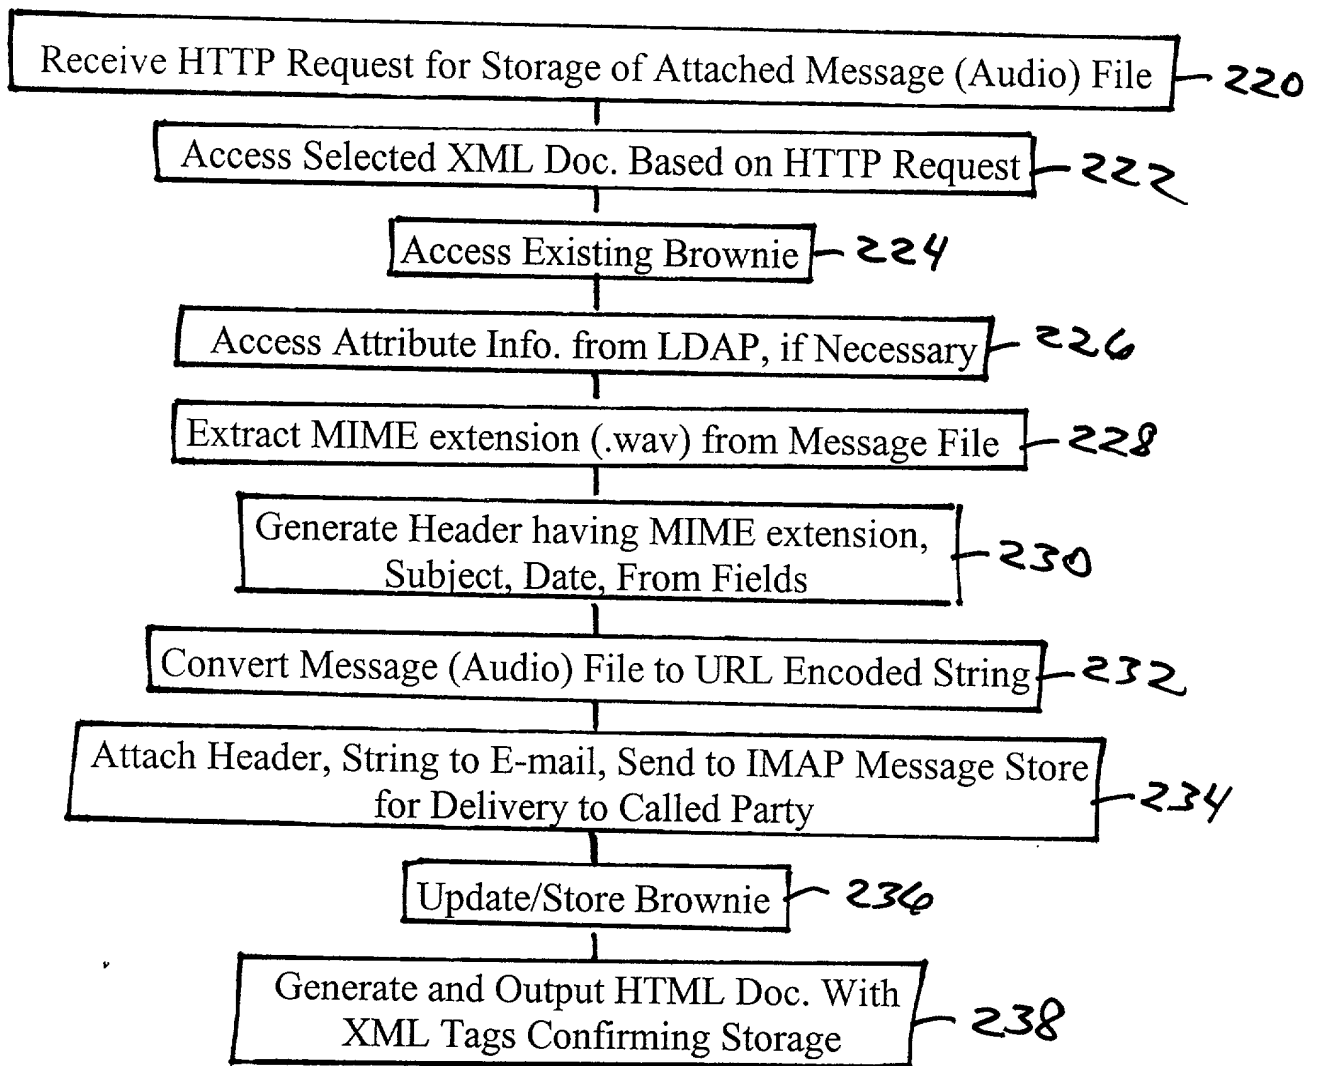 Receive HTTP Request for Storage of Attached Message (Audio) File 220
Access Selected XML Doc. Based on HTTP Request 222
Access Existing Brownie 224
Access Attribute Info. from LDAP, if Necessary 226
Extract MIME extension (.wav) from Message File 228
Generate Header having MIME extension,
Subject, Date, From Fields 230
Convert Message (Audio) File to URL Encoded String 232
Attach Header, String to E-mail, Send to IMAP Message Store
for Delivery to Called Party 234
Update/Store Brownie 236
Generate and Output HTML Doc. With
XML Tags Confirming Storage 238